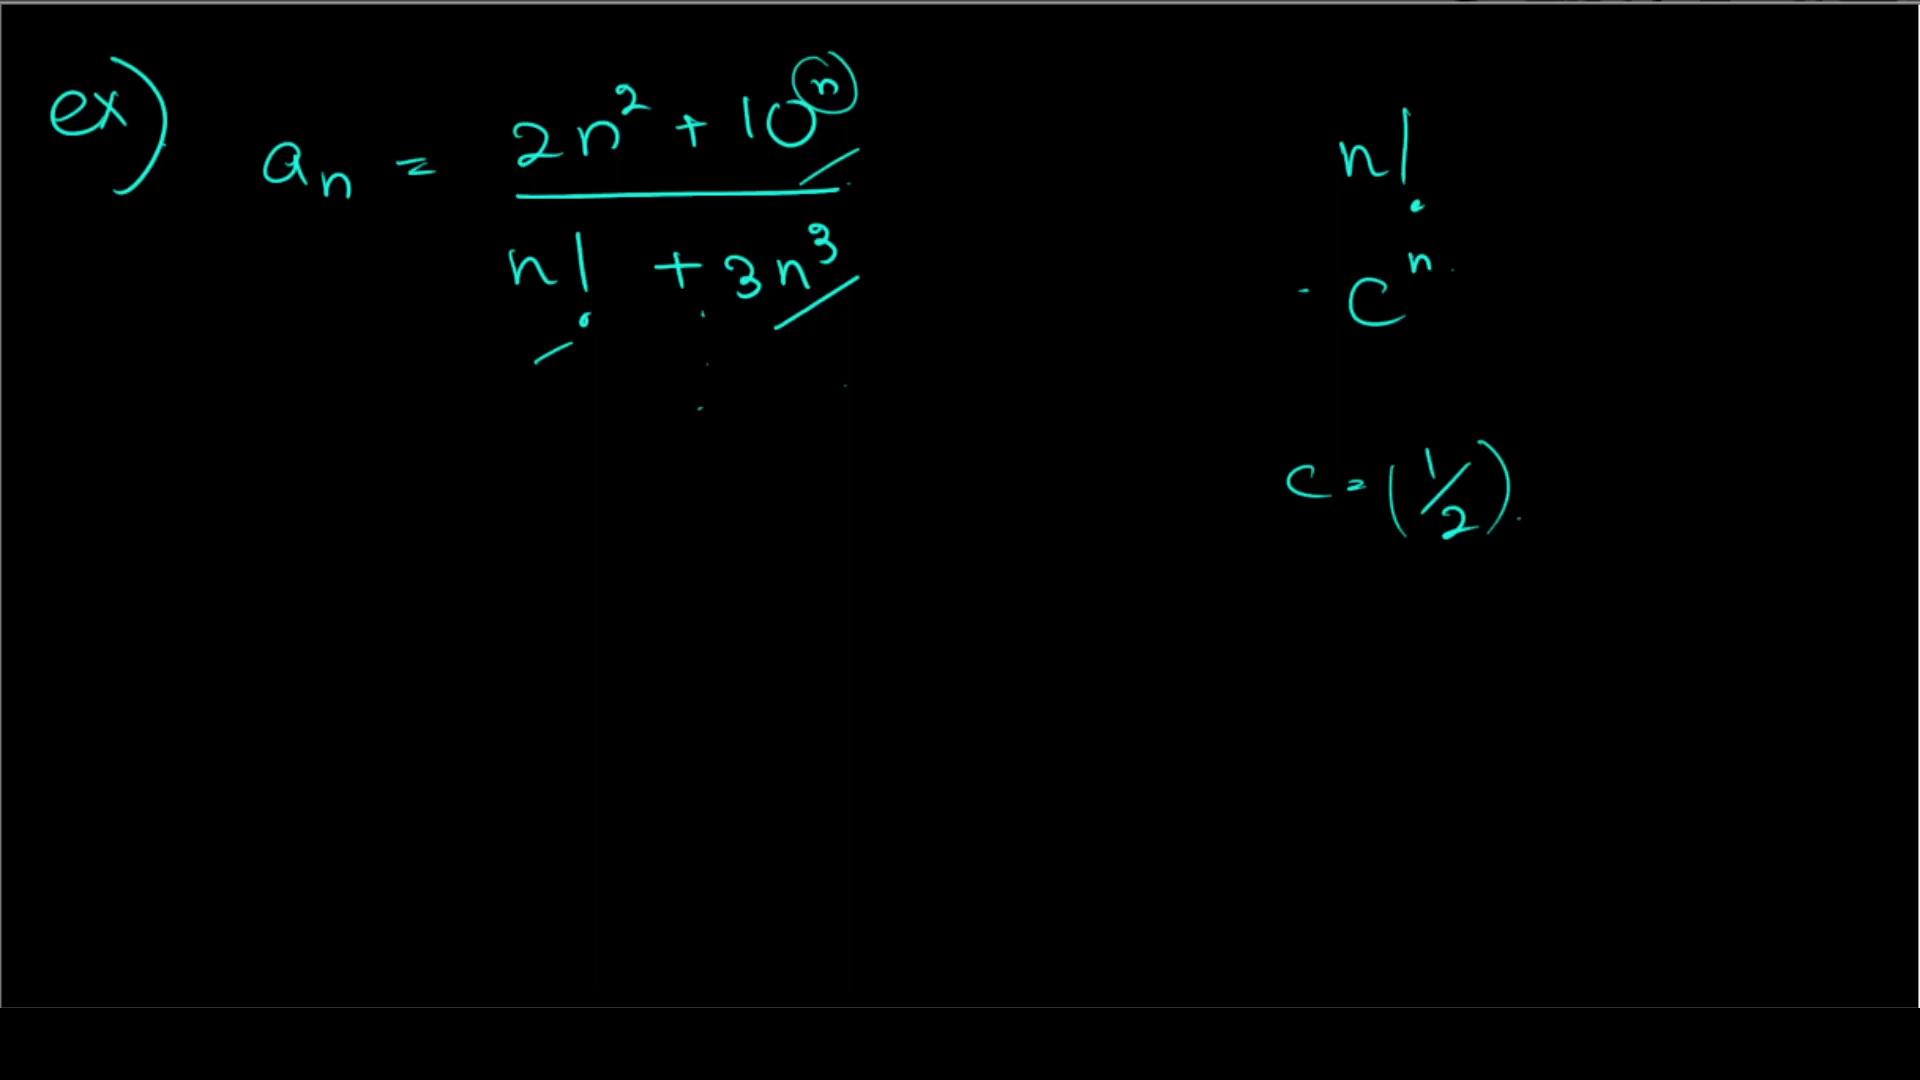 ex) aₙ = (2n² + 10ⁿ) / (n! + 3n³)
n!
cⁿ
c = (1/2)